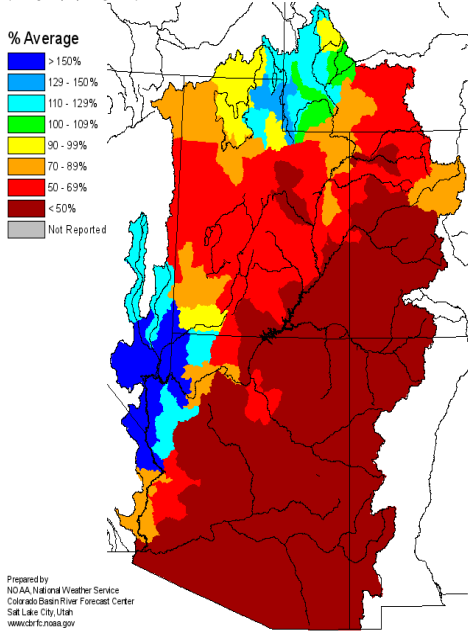 % Average
>150%
129 - 150%
110 - 129%
100 - 109%
90 - 99%
70 - 89%
50 - 69%
<50%
Not Reported
Prepared by
NOAA, National Weather Service
Colorado Basin River Forecast Center
Salt Lake City, Utah
www.cbrfc.noaa.gov